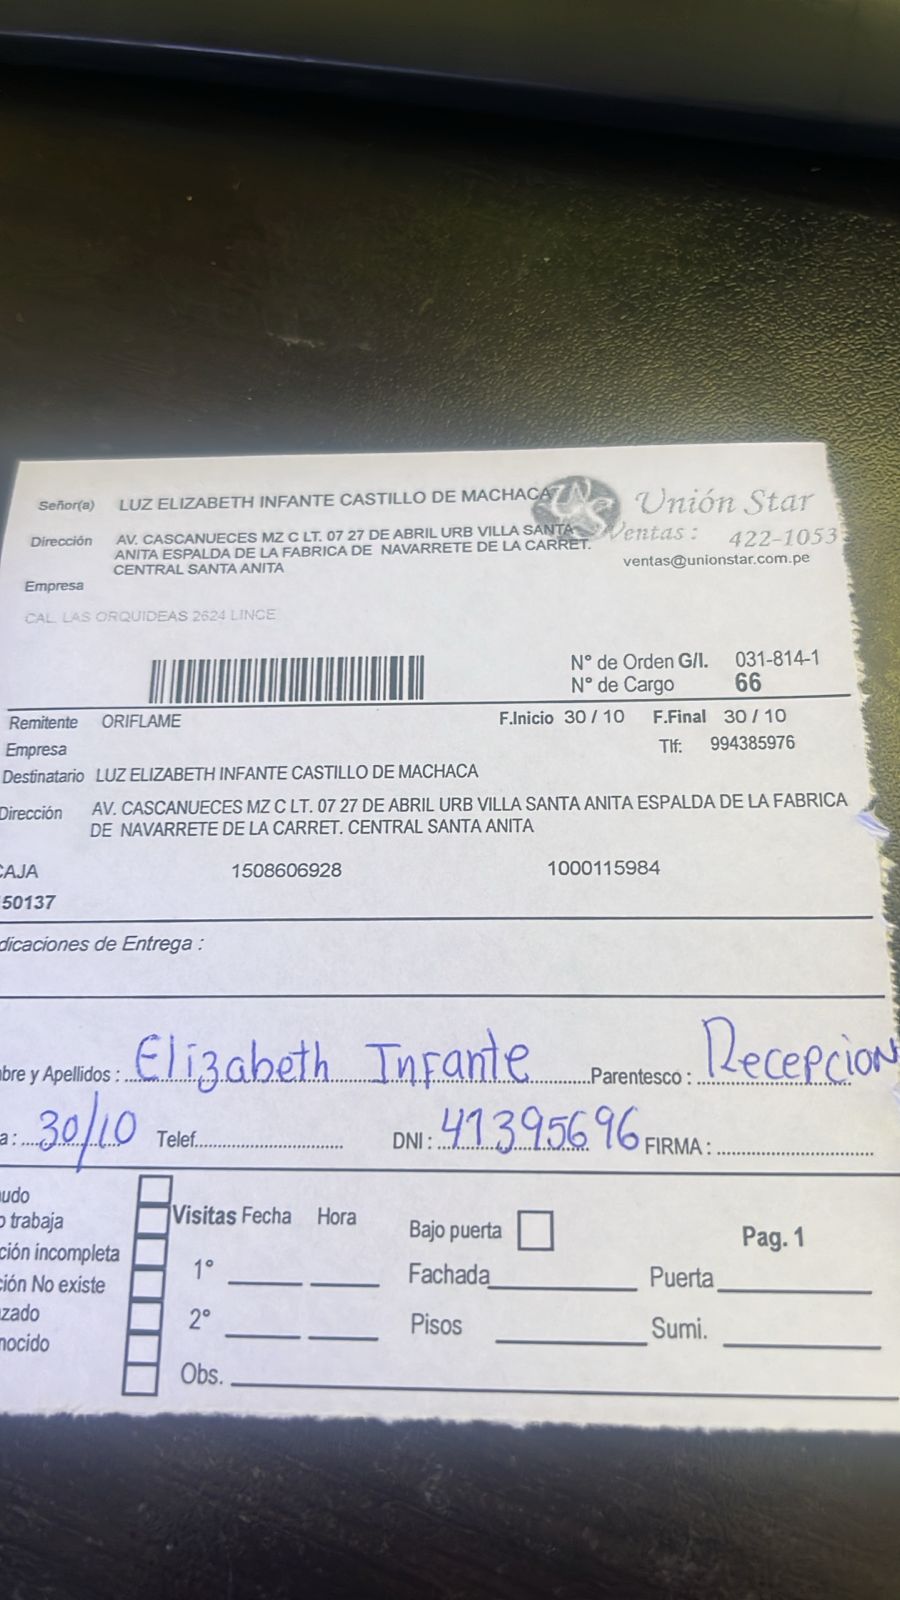 Señor(a) LUZ ELIZABETH INFANTE CASTILLO DE MACHACA
Unión Star
Dirección AV. CASCANUECES MZ C LT. 07 27 DE ABRIL URB VILLA SANTA
ANITA ESPALDA DE LA FABRICA DE NAVARRETE DE LA CARRET.
CENTRAL SANTA ANITA
Ventas : 422-1053
ventas@unionstar.com.pe
Empresa
CAL. LAS ORQUIDEAS 2624 LINCE
N° de Orden G/I. 031-814-1
N° de Cargo 66
Remitente ORIFLAME F.Inicio 30 / 10 F.Final 30 / 10
Empresa Tlf: 994385976
Destinatario LUZ ELIZABETH INFANTE CASTILLO DE MACHACA
Dirección AV. CASCANUECES MZ C LT. 07 27 DE ABRIL URB VILLA SANTA ANITA ESPALDA DE LA FABRICA
DE NAVARRETE DE LA CARRET. CENTRAL SANTA ANITA
CAJA 1508606928 1000115984
50137
dicaciones de Entrega :
bre y Apellidos : Elizabeth Infante Parentesco : Recepcion
a : 30/10 Telef. DNI : 41395696 FIRMA :
udo
o trabaja
ción incompleta
ción No existe
zado
nocido
Visitas Fecha Hora
1°
2°
Obs.
Bajo puerta
Pag. 1
Fachada Puerta
Pisos Sumi.